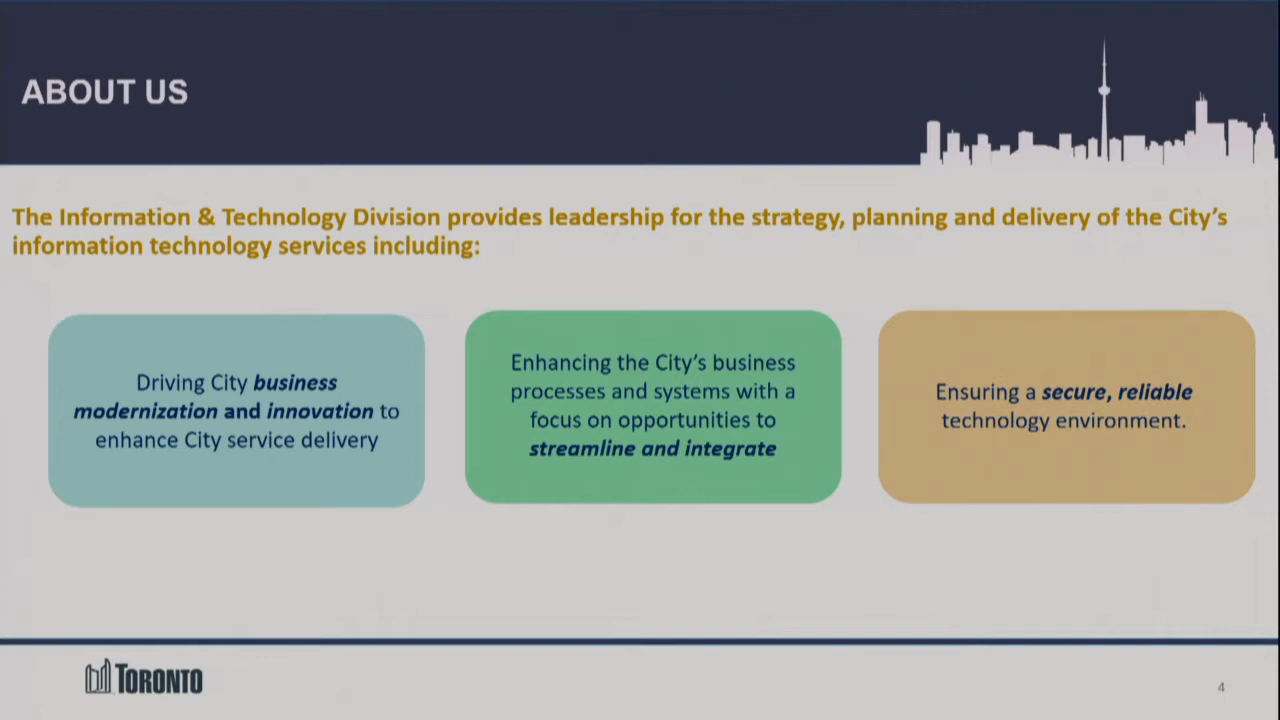 ABOUT US
The Information & Technology Division provides leadership for the strategy, planning and delivery of the City’s
information technology services including:
Driving City business
modernization and innovation to
enhance City service delivery
Enhancing the City’s business
processes and systems with a
focus on opportunities to
streamline and integrate
Ensuring a secure, reliable
technology environment.
TORONTO
4